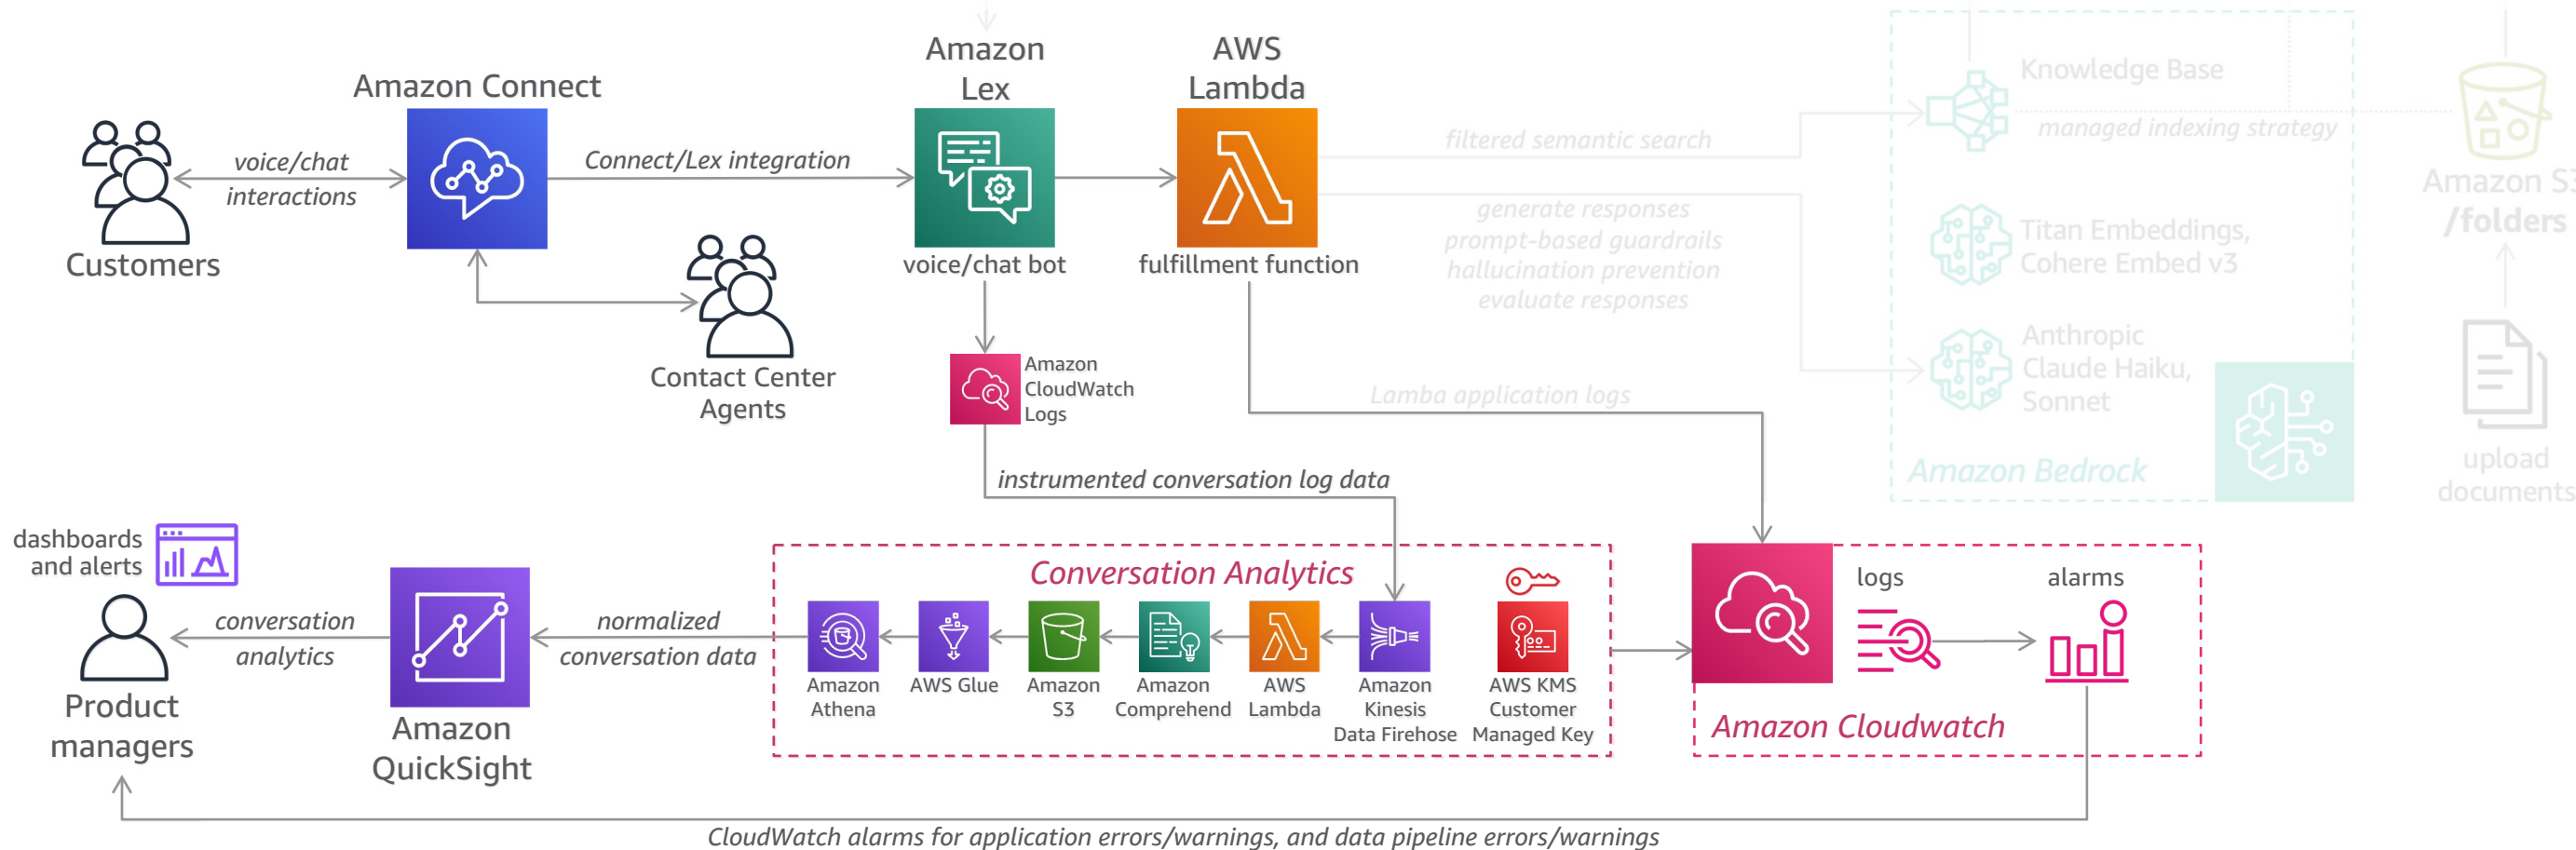 Amazon Connect
Amazon
Lex
AWS
Lambda
Customers
voice/chat
interactions
Connect/Lex integration
voice/chat bot
fulfillment function
Contact Center
Agents
Amazon
CloudWatch
Logs
filtered semantic search
generate responses
prompt-based guardrails
hallucination prevention
evaluate responses
Lamba application logs
Knowledge Base
managed indexing strategy
Titan Embeddings,
Cohere Embed v3
Anthropic
Claude Haiku,
Sonnet
Amazon Bedrock
Amazon S3
/folders
upload
documents
instrumented conversation log data
dashboards
and alerts
Product
managers
conversation
analytics
Amazon
QuickSight
normalized
conversation data
Conversation Analytics
Amazon
Athena
AWS Glue
Amazon
S3
Amazon
Comprehend
AWS
Lambda
Amazon
Kinesis
Data Firehose
AWS KMS
Customer
Managed Key
logs
alarms
Amazon Cloudwatch
CloudWatch alarms for application errors/warnings, and data pipeline errors/warnings